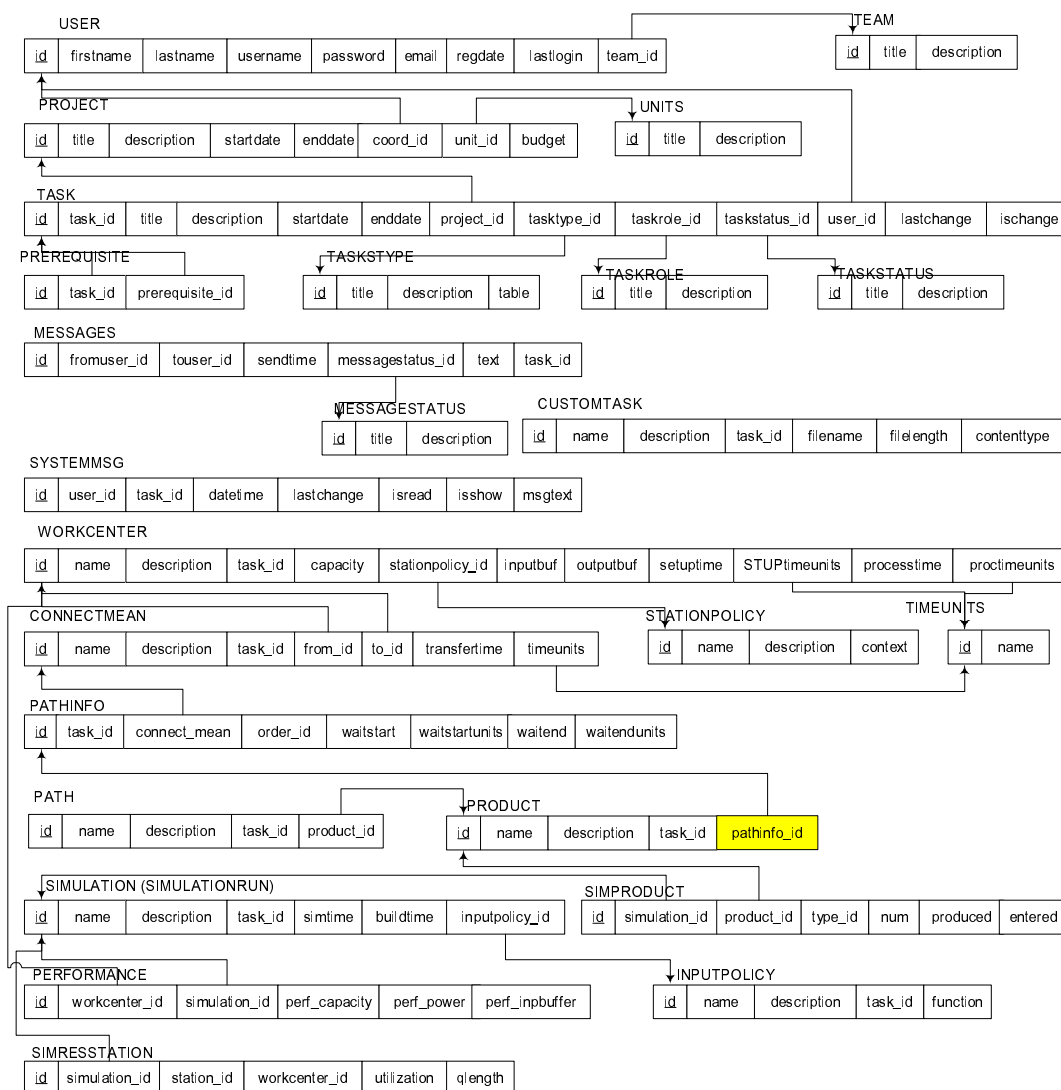 USER
TEAM
id firstname lastname username password email regdate lastlogin team_id
id title description
PROJECT
UNITS
id title description startdate enddate coord_id unit_id budget
id title description
TASK
id task_id title description startdate enddate project_id tasktype_id taskrole_id taskstatus_id user_id lastchange ischange
PREREQUISITE
TASKSTYPE
TASKROLE
TASKSTATUS
id task_id prerequisite_id
id title description table
id title description
id title description
MESSAGES
id fromuser_id touser_id sendtime messagestatus_id text task_id
MESSAGESTATUS
CUSTOMTASK
id title description
id name description task_id filename filelength contenttype
SYSTEMMSG
id user_id task_id datetime lastchange isread isshow msgtext
WORKCENTER
id name description task_id capacity stationpolicy_id inputbuf outputbuf setuptime STUPtimeunits processtime proctimeunits
CONNECTMEAN
STATIONPOLICY
TIMEUNITS
id name description task_id from_id to_id transfertime timeunits
id name description context
id name
PATHINFO
id task_id connect_mean order_id waitstart waitstartunits waitend waitendunits
PATH
PRODUCT
id name description task_id product_id
id name description task_id pathinfo_id
SIMULATION (SIMULATIONRUN)
SIMPRODUCT
id name description task_id simtime buildtime inputpolicy_id
id simulation_id product_id type_id num produced entered
PERFORMANCE
INPUTPOLICY
id workcenter_id simulation_id perf_capacity perf_power perf_inpbuffer
id name description task_id function
SIMRESSTATION
id simulation_id station_id workcenter_id utilization qlength